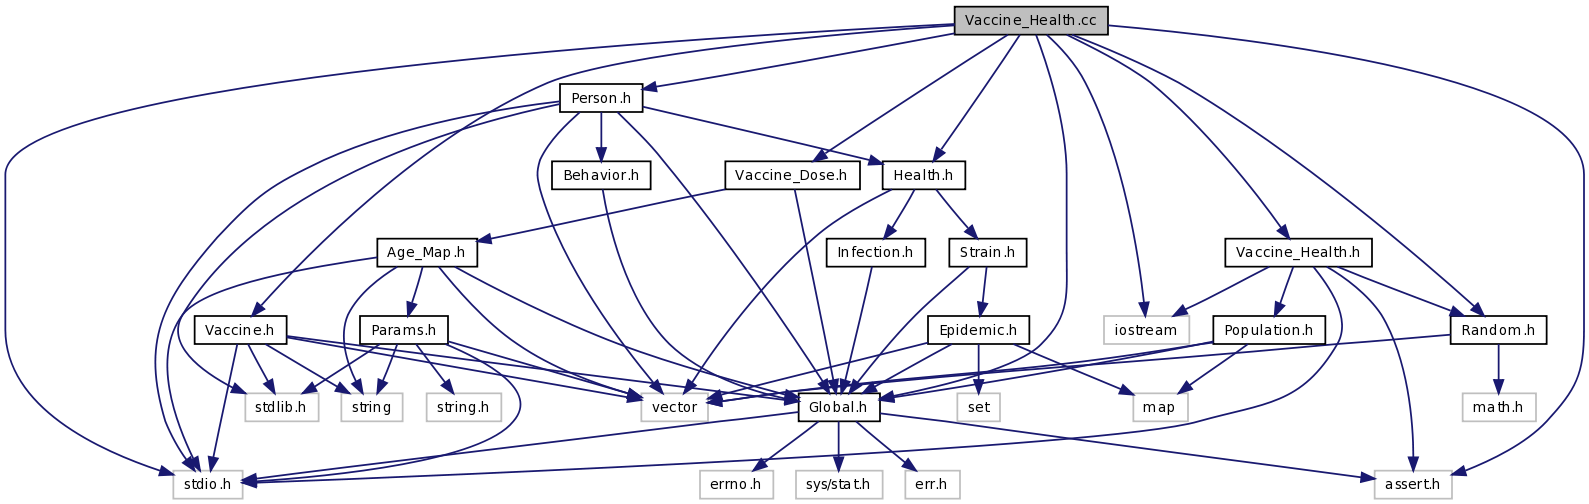 Vaccine_Health.cc
Person.h
Behavior.h
Vaccine_Dose.h
Health.h
Age_Map.h
Infection.h
Strain.h
Vaccine_Health.h
Vaccine.h
Params.h
Epidemic.h
iostream
Population.h
Random.h
stdlib.h
string
string.h
vector
Global.h
set
map
math.h
stdio.h
errno.h
sys/stat.h
err.h
assert.h